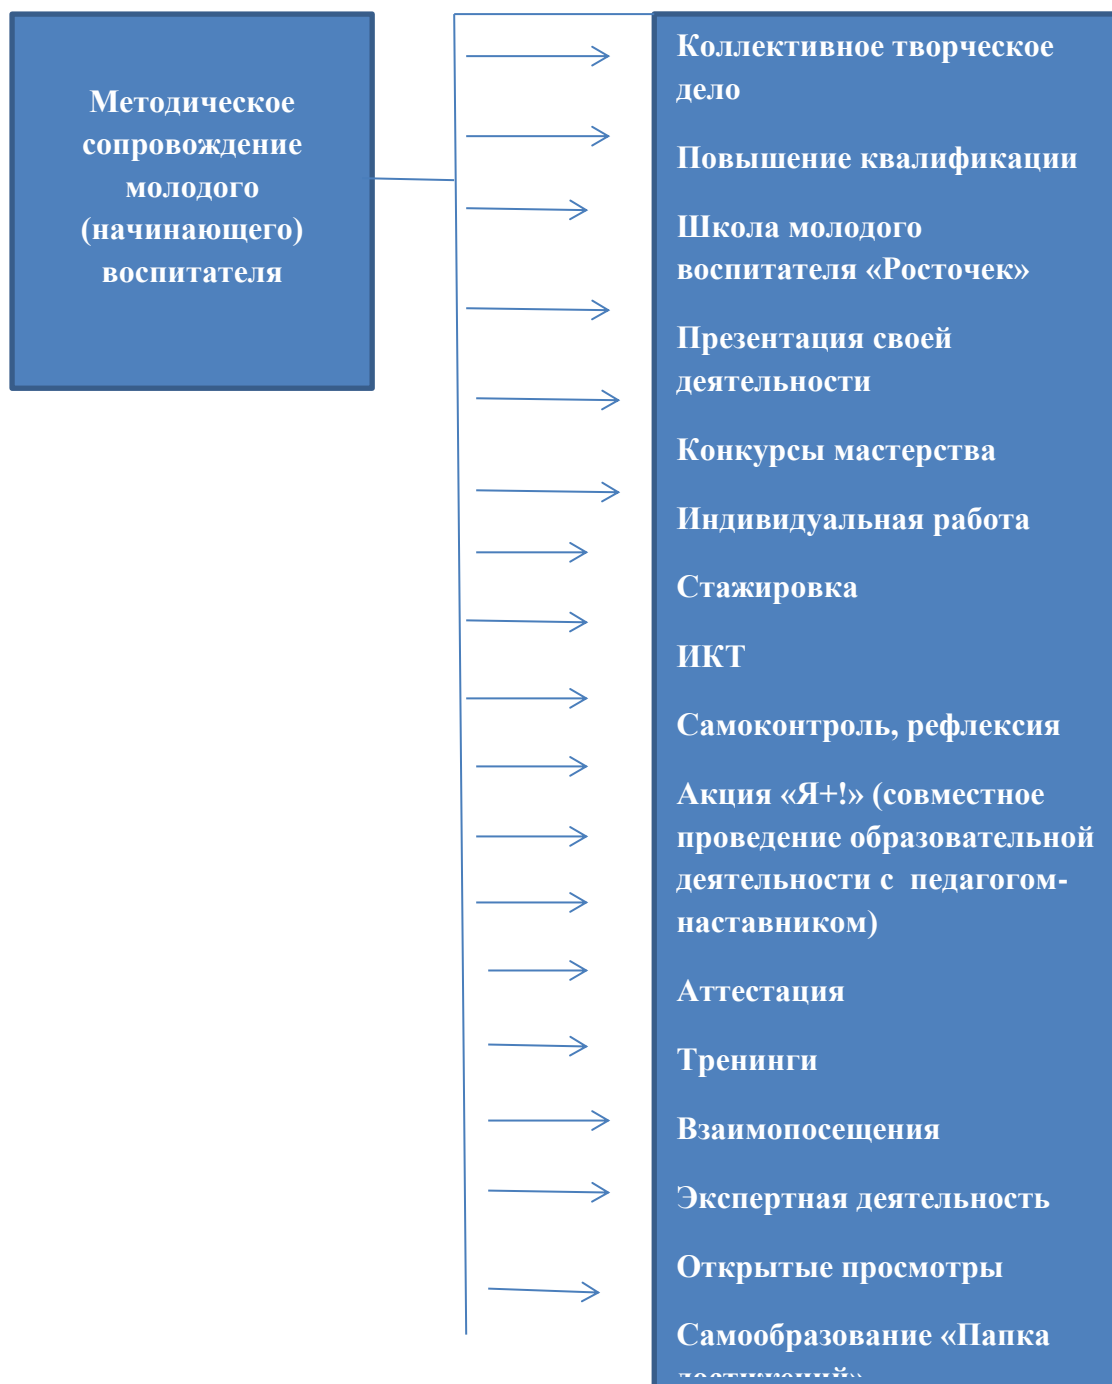 Методическое
сопровождение
молодого
(начинающего)
воспитателя
Коллективное творческое
дело
Повышение квалификации
Школа молодого
воспитателя «Росточек»
Презентация своей
деятельности
Конкурсы мастерства
Индивидуальная работа
Стажировка
ИКТ
Самоконтроль, рефлексия
Акция «Я+!» (совместное
проведение образовательной
деятельности с педагогом-
наставником)
Аттестация
Тренинги
Взаимопосещения
Экспертная деятельность
Открытые просмотры
Самообразование «Папка
достижений»